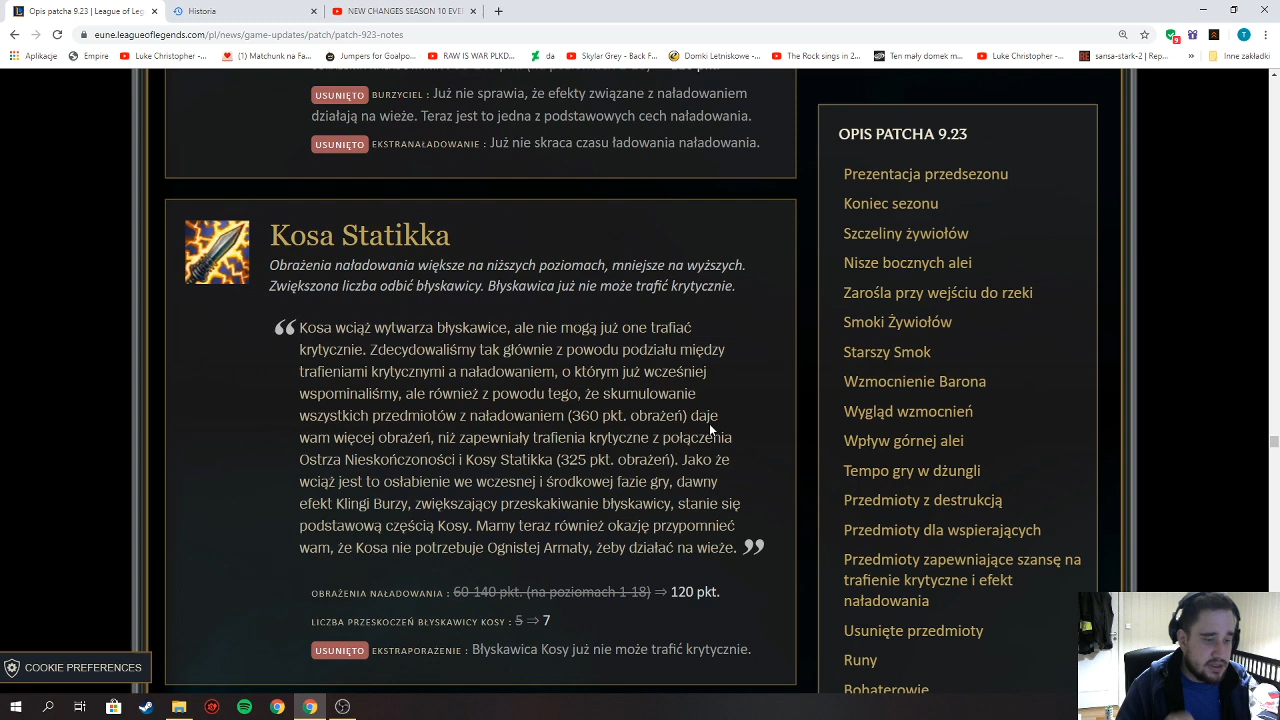 Opis patcha 9.23 | League of Leg
Historia
NEW CHANGES SEASON 10 EVE
eune.leagueoflegends.com/pl/news/game-updates/patch/patch-923-notes
Aplikacje
Empik
Luke Christopher -...
(1) Matchunk na Fa...
Jumpers for Goalpo...
RAW IS WAR PLKD...
da
Skylar Grey - Back F...
Domki Letniskowe -...
The Rock sings in 2...
Ten mały domek m...
Luke Christopher -...
sansa-stark-2 | Rep...
»
Inne zakładki
USUNIĘTO BURZYCIEL : Już nie sprawia, że efekty związane z naładowaniem
działają na wieże. Teraz jest to jedna z podstawowych cech naładowania.
USUNIĘTO EKSTRANAŁADOWANIE : Już nie skraca czasu ładowania naładowania.
Kosa Statikka
Obrażenia naładowania większe na niższych poziomach, mniejsze na wyższych.
Zwiększona liczba odbić błyskawicy. Błyskawica już nie może trafić krytycznie.
“ Kosa wciąż wytwarza błyskawice, ale nie mogą już one trafiać
krytycznie. Zdecydowaliśmy tak głównie z powodu podziału między
trafieniami krytycznymi a naładowaniem, o którym już wcześniej
wspominaliśmy, ale również z powodu tego, że skumulowanie
wszystkich przedmiotów z naładowaniem (360 pkt. obrażeń) daje
wam więcej obrażeń, niż zapewniały trafienia krytyczne z połączenia
Ostrza Nieskończoności i Kosy Statikka (325 pkt. obrażeń). Jako że
wciąż jest to osłabienie we wczesnej i środkowej fazie gry, dawny
efekt Klingi Burzy, zwiększający przeskakiwanie błyskawicy, stanie się
podstawową częścią Kosy. Mamy teraz również okazję przypomnieć
wam, że Kosa nie potrzebuje Ognistej Armaty, żeby działać na wieże. ”
OBRAŻENIA NAŁADOWANIA : 60-140 pkt. (na poziomach 1-18) ⇒ 120 pkt.
LICZBA PRZESKOCZEŃ BŁYSKAWICY KOSY : 5 ⇒ 7
USUNIĘTO EKSTRAPORAŻENIE : Błyskawica Kosy już nie może trafić krytycznie.
OPIS PATCHA 9.23
Prezentacja przedsezonu
Koniec sezonu
Szczeliny żywiołów
Nisze bocznych alei
Zarośla przy wejściu do rzeki
Smoki Żywiołów
Starszy Smok
Wzmocnienie Barona
Wygląd wzmocnień
Wpływ górnej alei
Tempo gry w dżungli
Przedmioty z destrukcją
Przedmioty dla wspierających
Przedmioty zapewniające szansę na
trafienie krytyczne i efekt
naładowania
Usunięte przedmioty
Runy
Bohaterowie
COOKIE PREFERENCES